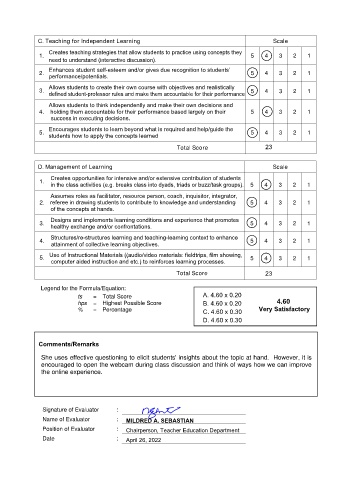 C. Teaching for Independent Learning Scale
1. Creates teaching strategies that allow students to practice using concepts they
need to understand (interactive discussion). 5 4 3 2 1
2. Enhances student self-esteem and/or gives due recognition to students'
performance/potentials. 5 4 3 2 1
3. Allows students to create their own course with objectives and realistically
defined student-professor rules and make them accountable for their performance 5 4 3 2 1
4. Allows students to think independently and make their own decisions and
holding them accountable for their performance based largely on their
success in executing decisions. 5 4 3 2 1
5. Encourages students to learn beyond what is required and help/guide the
students how to apply the concepts learned 5 4 3 2 1
Total Score 23
D. Management of Learning Scale
1. Creates opportunities for intensive and/or extensive contribution of students
in the class activities (e.g. breaks class into dyads, triads or buzz/task groups). 5 4 3 2 1
2. Assumes roles as facilitator, resource person, coach, inquisitor, integrator,
referee in drawing students to contribute to knowledge and understanding
of the concepts at hands. 5 4 3 2 1
3. Designs and implements learning conditions and experience that promotes
healthy exchange and/or confrontations. 5 4 3 2 1
4. Structures/re-structures learning and teaching-learning context to enhance
attainment of collective learning objectives. 5 4 3 2 1
5. Use of Instructional Materials (audio/video materials: fieldtrips, film showing,
computer aided instruction and etc.) to reinforces learning processes. 5 4 3 2 1
Total Score 23
Legend for the Formula/Equation:
ts = Total Score
hps = Highest Possible Score
% = Percentage
A. 4.60 x 0.20
B. 4.60 x 0.20
C. 4.60 x 0.30
D. 4.60 x 0.30
4.60
Very Satisfactory
Comments/Remarks
She uses effective questioning to elicit students' insights about the topic at hand. However, it is
encouraged to open the webcam during class discussion and think of ways how we can improve
the online experience.
Signature of Evaluator :
Name of Evaluator : MILDRED A. SEBASTIAN
Position of Evaluator : Chairperson, Teacher Education Department
Date : April 26, 2022